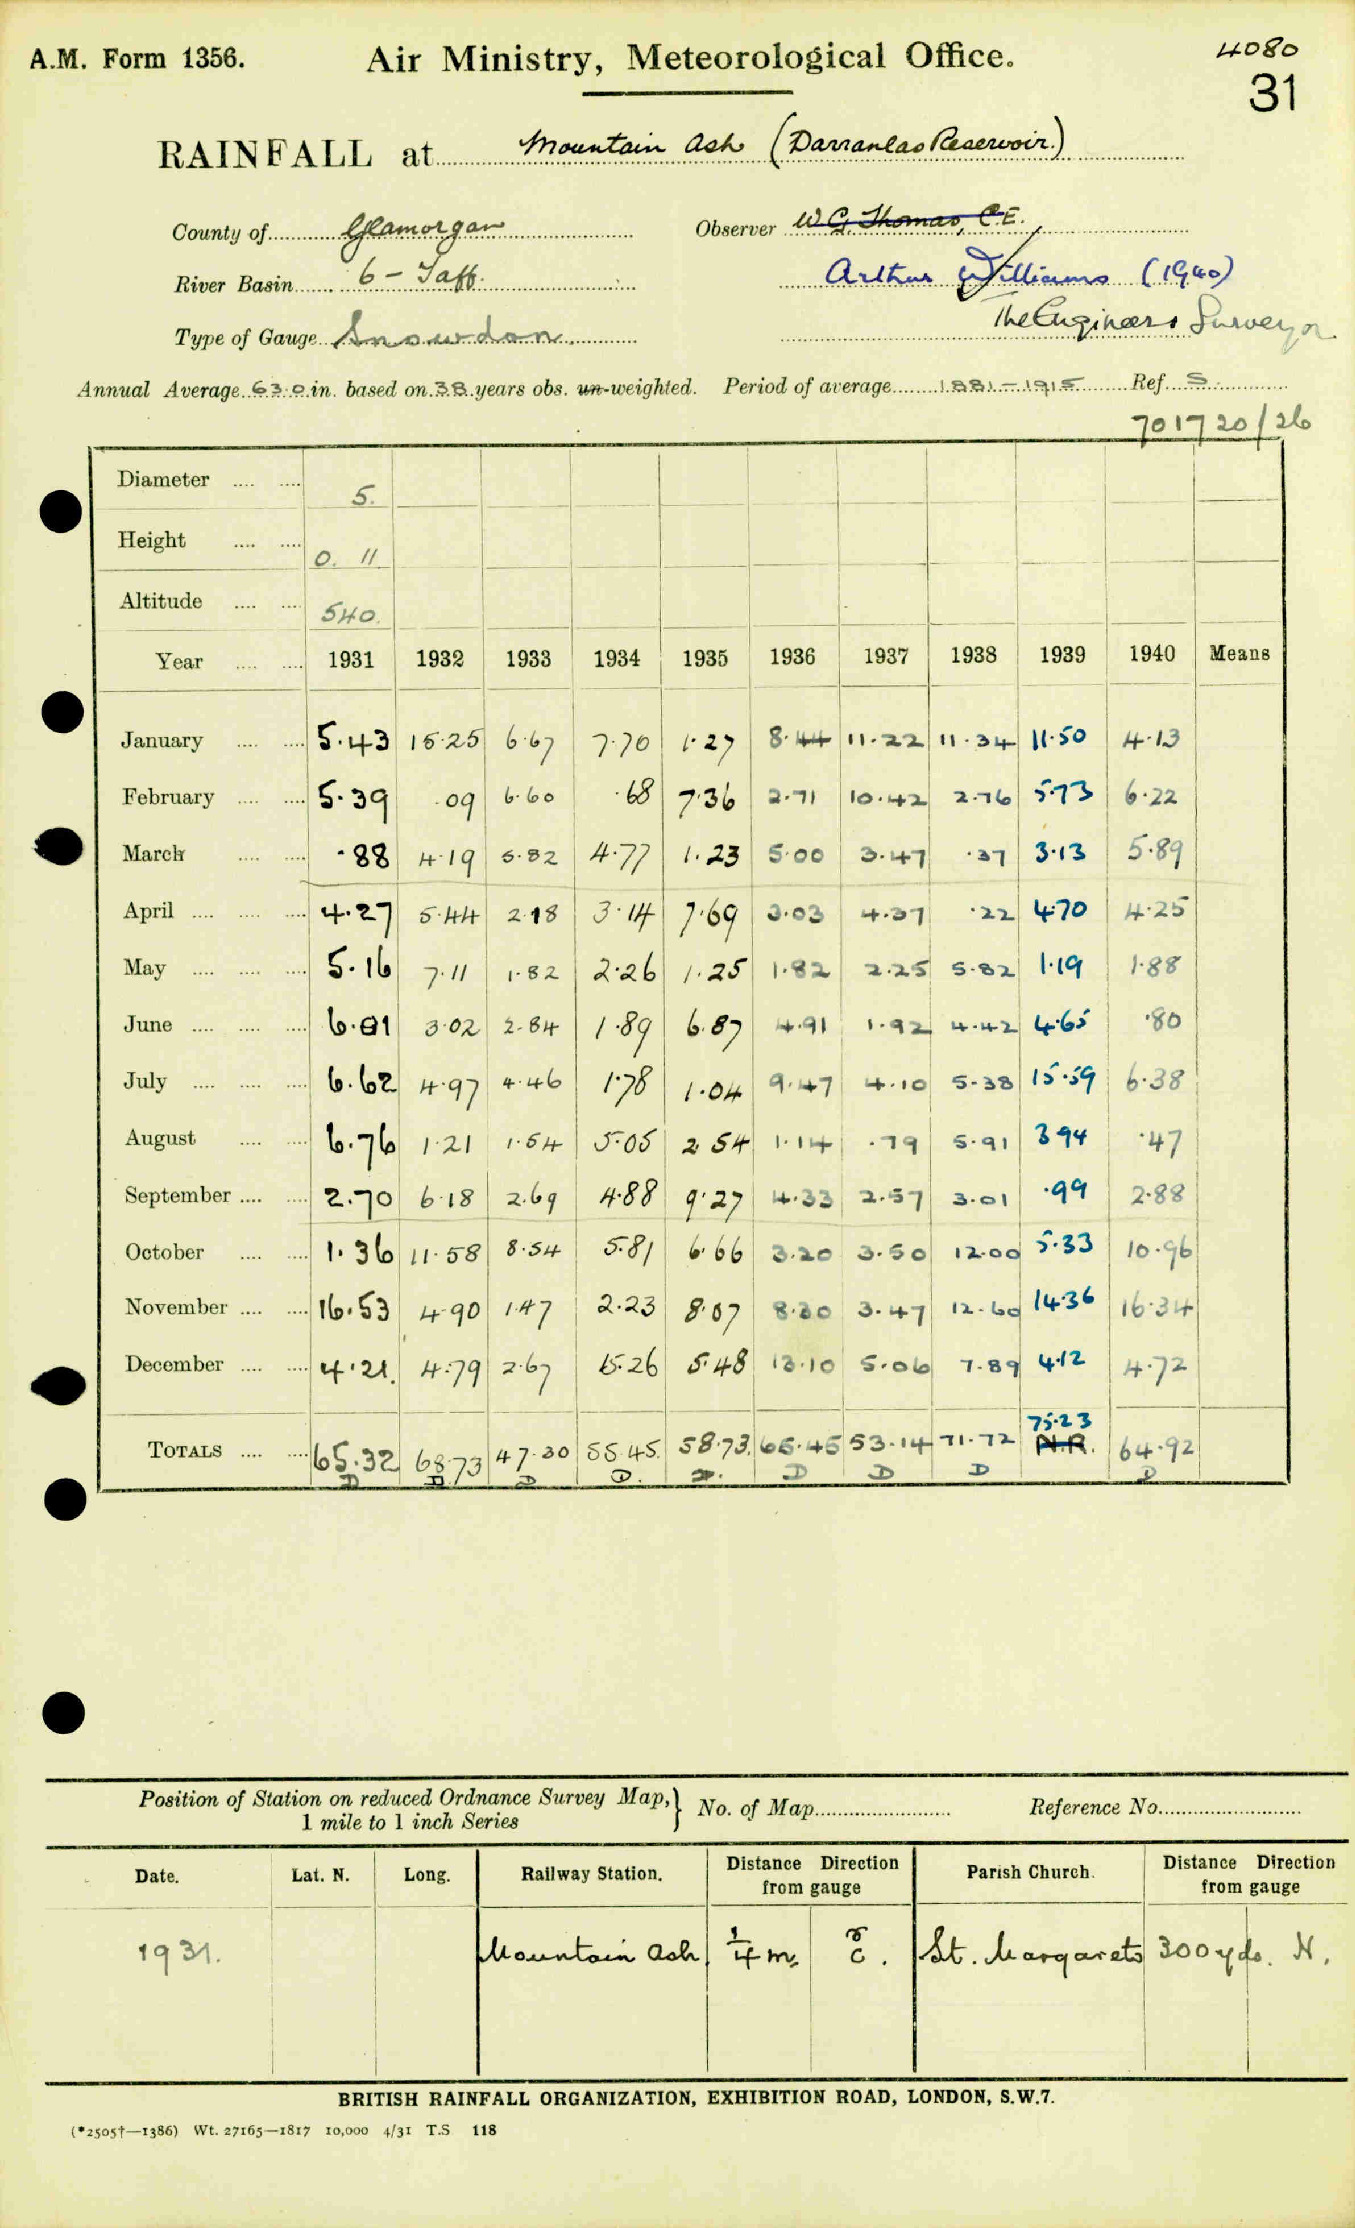 A.M. Form 1356.
Air Ministry, Meteorological Office.
4080
31
RAINFALL at Mountain Ash (Darranlas Reservoir.)
County of Glamorgan Observer W.G. Thomas, C.E.
River Basin 6 - Taff. Arthur Williams (1940)
The Engineers Surveyor
Type of Gauge Snowdon
Annual Average 63.0 in. based on 38 years obs. un-weighted. Period of average 1881-1915 Ref. S.
701720/26
Diameter 5.
Height 0. 11
Altitude 540.
Year 1931 1932 1933 1934 1935 1936 1937 1938 1939 1940 Means
January 5.43 15.25 6.67 7.70 1.27 8.44 11.22 11.34 11.50 4.13
February 5.39 .09 6.60 .68 7.36 2.71 10.42 2.76 5.73 6.22
March .88 4.19 5.82 4.77 1.23 5.00 3.47 .37 3.13 5.89
April 4.27 5.44 2.18 3.14 7.69 3.03 4.37 .22 4.70 4.25
May 5.16 7.11 1.82 2.26 1.25 1.82 2.25 5.82 1.19 1.88
June 6.01 3.02 2.84 1.89 6.87 4.91 1.92 4.42 4.65 .80
July 6.62 4.97 4.46 1.78 1.04 9.47 4.10 5.38 15.59 6.38
August 6.76 1.21 1.54 5.05 2.54 1.14 .79 5.91 3.94 .47
September 2.70 6.18 2.69 4.88 9.27 4.33 2.57 3.01 .99 2.88
October 1.36 11.58 8.54 5.81 6.66 3.20 3.50 12.00 5.33 10.96
November 16.53 4.90 1.47 2.23 8.07 8.30 3.47 12.60 14.36 16.34
December 4.21. 4.79 2.67 15.26 5.48 13.10 5.06 7.89 4.12 4.72
75.23
TOTALS 65.32 68.73 47.30 55.45. 58.73. 65.45 53.14 71.72 N.R. 64.92
D D D D. D. D D D D
Position of Station on reduced Ordnance Survey Map, } No. of Map Reference No.
1 mile to 1 inch Series
Date. Lat. N. Long. Railway Station. Distance Direction from gauge Parish Church. Distance Direction from gauge
1931. Mountain Ash. 1/4 m. E. St. Margarets 300 yds. N.
BRITISH RAINFALL ORGANIZATION, EXHIBITION ROAD, LONDON, S.W.7.
(*2505†—1386) Wt. 27165—1817 10,000 4/31 T.S 118